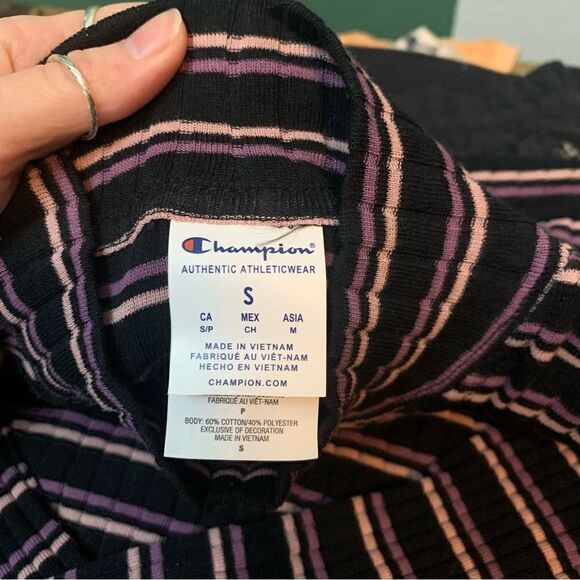 Champion®
AUTHENTIC ATHLETICWEAR
S
CA MEX ASIA
S/P CH M
MADE IN VIETNAM
FABRIQUÉ AU VIÊT-NAM
HECHO EN VIETNAM
CHAMPION.COM
FABRIQUÉ AU VIÊT-NAM
P
BODY: 60% COTTON/40% POLYESTER
EXCLUSIVE OF DECORATION
MADE IN VIETNAM
S